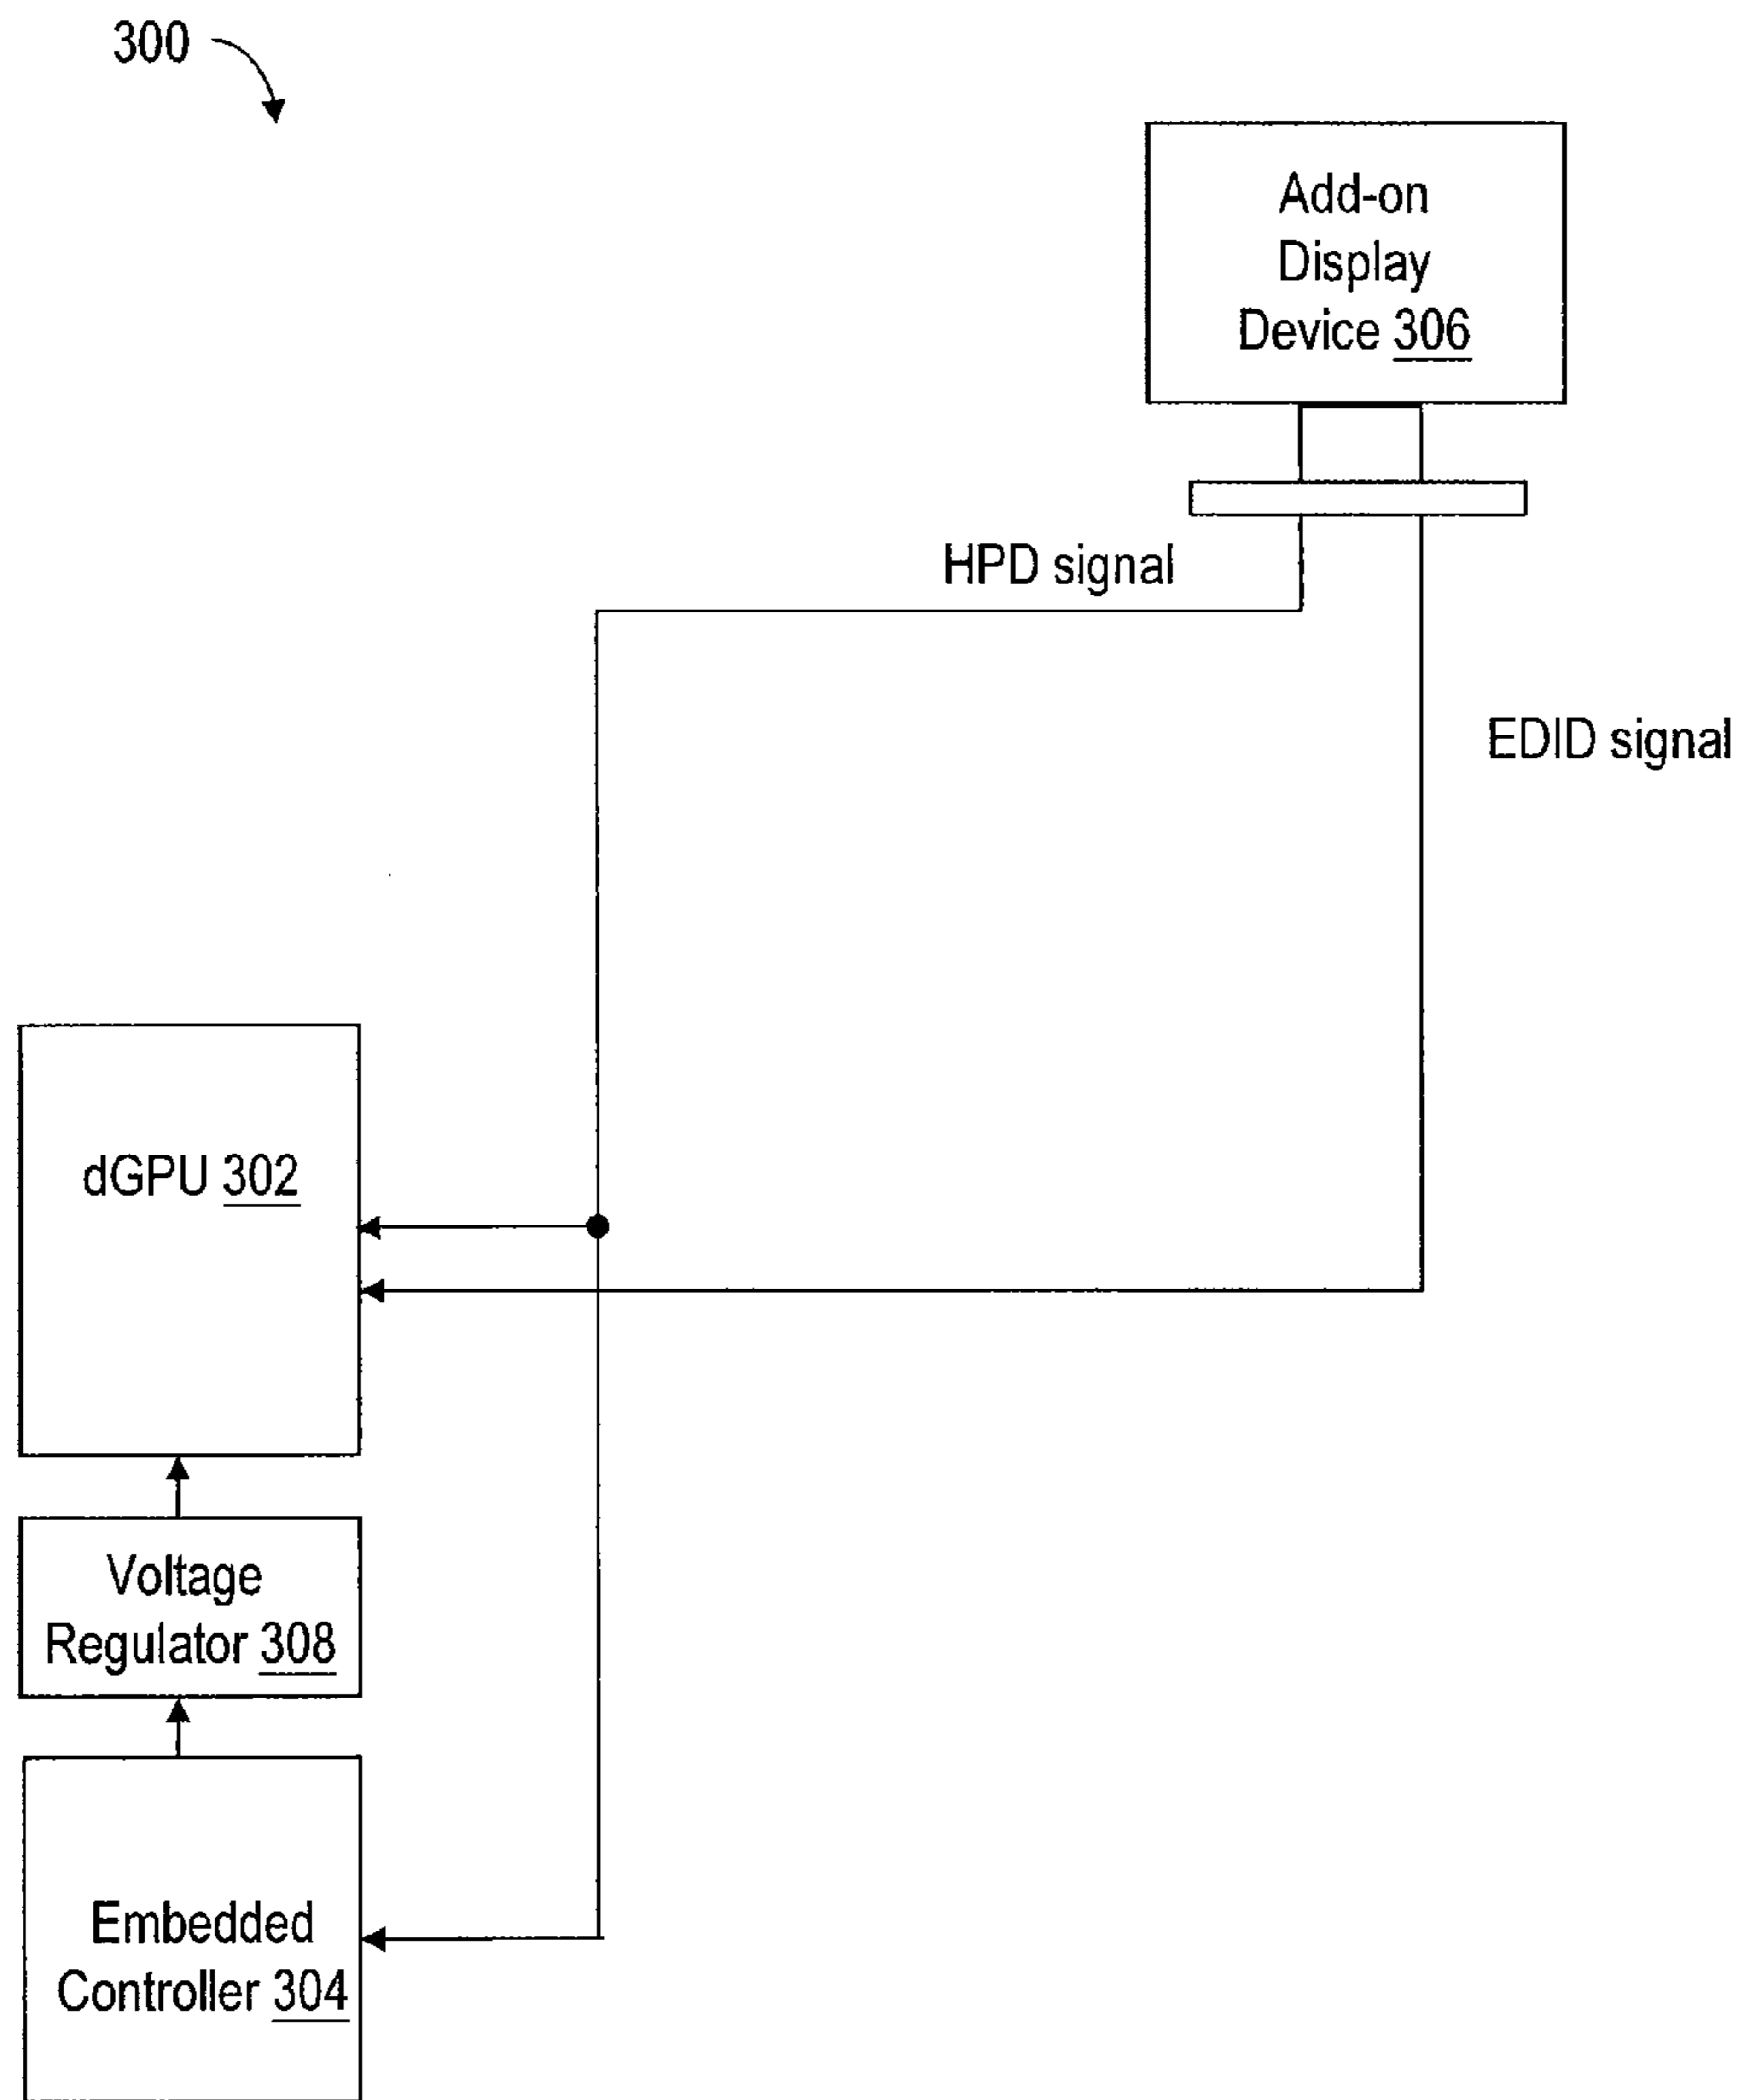 300
Add-on
Display
Device 306
HPD signal
EDID signal
dGPU 302
Voltage
Regulator 308
Embedded
Controller 304